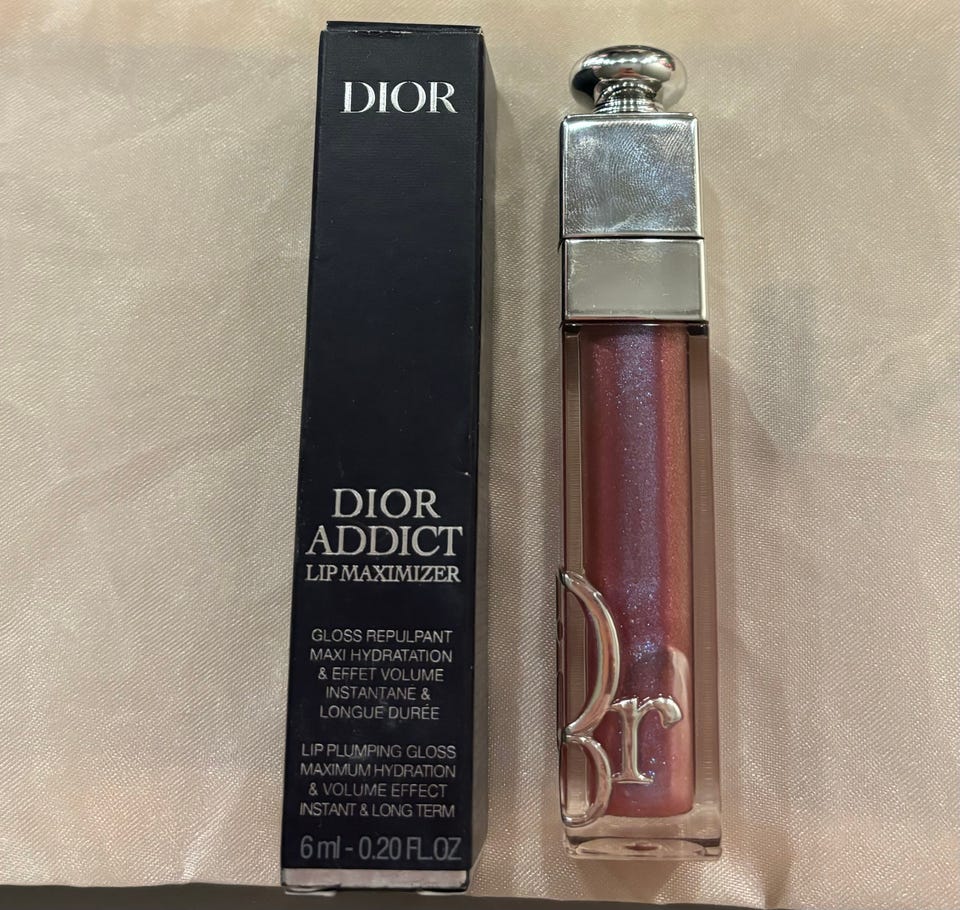 DIOR
DIOR
ADDICT
LIP MAXIMIZER
GLOSS REPULPANT
MAXI HYDRATATION
& EFFET VOLUME
INSTANTANÉ &
LONGUE DURÉE
LIP PLUMPING GLOSS
MAXIMUM HYDRATION
& VOLUME EFFECT
INSTANT & LONG TERM
6 ml - 0.20 FL.OZ
r